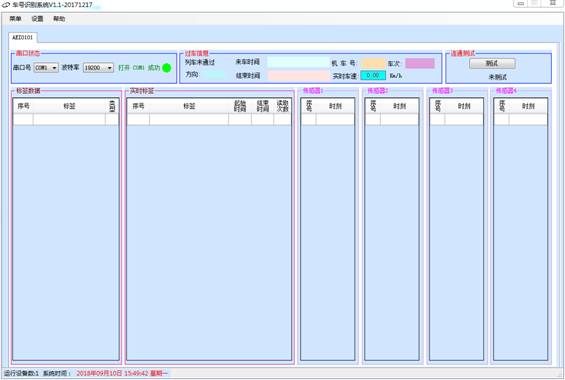 车号识别系统V1.1-20171217
菜单 设置 帮助
AEI0101
串口状态
串口号 COM1 波特率 19200 打开 COM1 成功
过车信息
列车未通过 来车时间 机 车 号: 车次:
方向: 结束时间 实时车速 0.00 Km/h
连通测试
测试
未测试
标签数据
序号 标签 类型
实时标签
序号 标签 起始时间 结束时间 读取次数
传感器1
序号 时刻
传感器2
序号 时刻
传感器3
序号 时刻
传感器4
序号 时刻
运行设备数:1 系统时间: 2018年09月10日 15:49:42 星期一